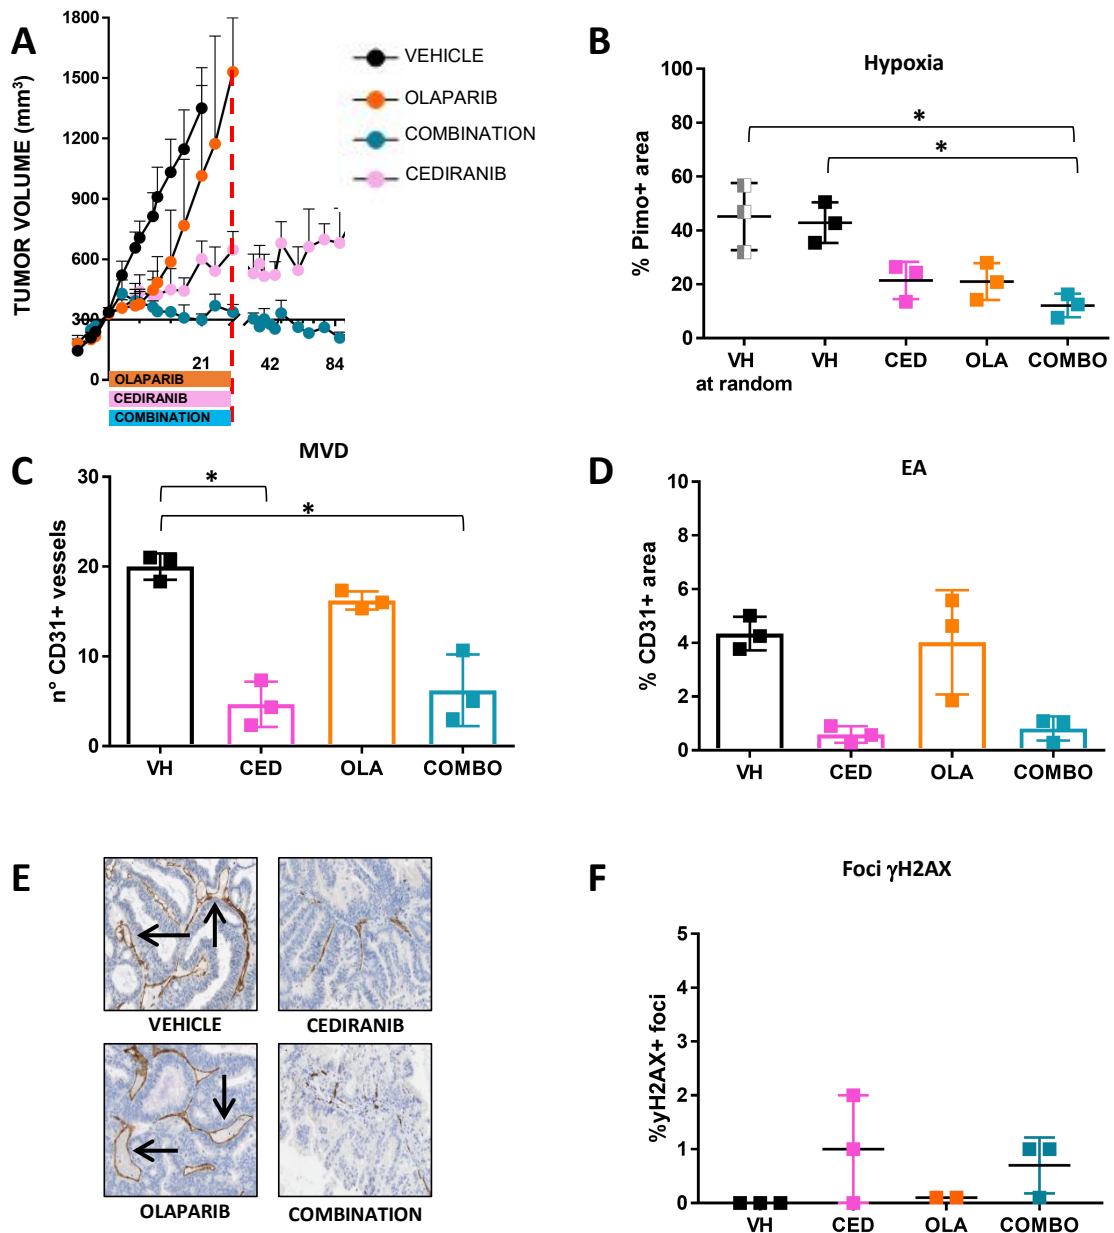 A
TUMOR VOLUME (mm³)
1800
1500
1200
900
600
300
0
21
42
84
OLAPARIB
CEDIRANIB
COMBINATION
VEHICLE
OLAPARIB
COMBINATION
CEDIRANIB
B
Hypoxia
% Pimo+ area
100
80
60
40
20
0
*
*
VH
at random
VH
CED
OLA
COMBO
C
MVD
n° CD31+ vessels
30
20
10
0
*
*
VH
CED
OLA
COMBO
D
EA
% CD31+ area
10
8
6
4
2
0
VH
CED
OLA
COMBO
E
VEHICLE
CEDIRANIB
OLAPARIB
COMBINATION
F
Foci γH2AX
%yH2AX+ foci
5
4
3
2
1
0
VH
CED
OLA
COMBO